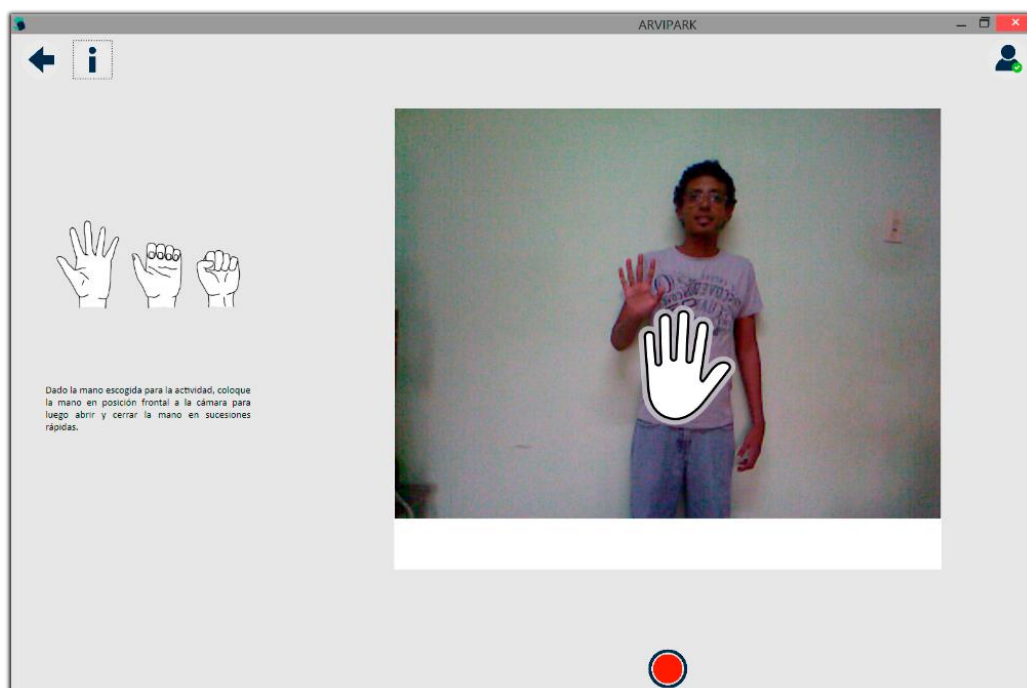 ARVIPARK
Dado la mano escogida para la actividad, coloque
la mano en posición frontal a la cámara para
luego abrir y cerrar la mano en sucesiones
rápidas.